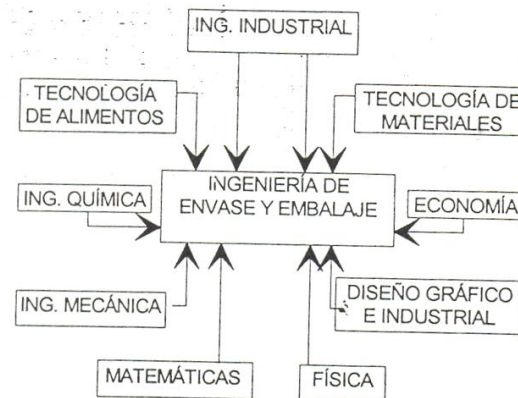 ING. INDUSTRIAL
TECNOLOGÍA
DE ALIMENTOS
TECNOLOGÍA DE
MATERIALES
INGENIERÍA DE
ENVASE Y EMBALAJE
ING. QUÍMICA
ECONOMÍA
ING. MECÁNICA
DISEÑO GRÁFICO
E INDUSTRIAL
MATEMÁTICAS
FÍSICA